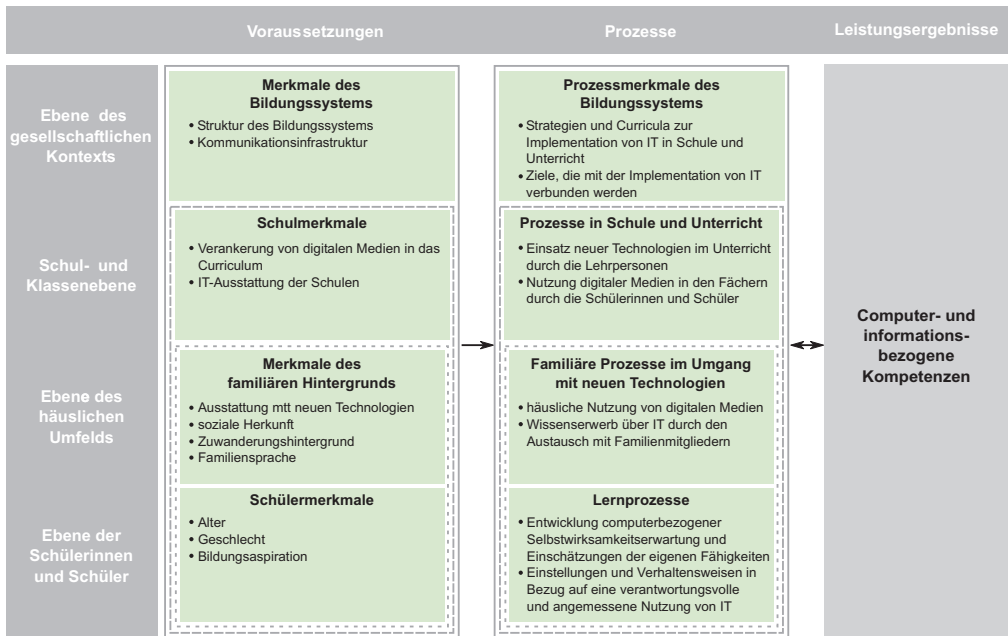 Voraussetzungen
Prozesse
Leistungsergebnisse
Ebene des
gesellschaftlichen
Kontexts
Merkmale des
Bildungssystems
• Struktur des Bildungssystems
• Kommunikationsinfrastruktur
Prozessmerkmale des
Bildungssystems
• Strategien und Curricula zur
Implementation von IT in Schule und
Unterricht
• Ziele, die mit der Implementation von IT
verbunden werden
Schul- und
Klassenebene
Schulmerkmale
• Verankerung von digitalen Medien in das
Curriculum
• IT-Ausstattung der Schulen
Prozesse in Schule und Unterricht
• Einsatz neuer Technologien im Unterricht
durch die Lehrpersonen
• Nutzung digitaler Medien in den Fächern
durch die Schülerinnen und Schüler
Ebene des
häuslichen
Umfelds
Merkmale des
familiären Hintergrunds
• Ausstattung mtt neuen Technologien
• soziale Herkunft
• Zuwanderungshintergrund
• Familiensprache
Familiäre Prozesse im Umgang
mit neuen Technologien
• häusliche Nutzung von digitalen Medien
• Wissenserwerb über IT durch den
Austausch mit Familienmitgliedern
Ebene der
Schülerinnen
und Schüler
Schülermerkmale
• Alter
• Geschlecht
• Bildungsaspiration
Lernprozesse
• Entwicklung computerbezogener
Selbstwirksamkeitserwartung und
Einschätzungen der eigenen Fähigkeiten
• Einstellungen und Verhaltensweisen in
Bezug auf eine verantwortungsvolle
und angemessene Nutzung von IT
Computer- und
informations-
bezogene
Kompetenzen